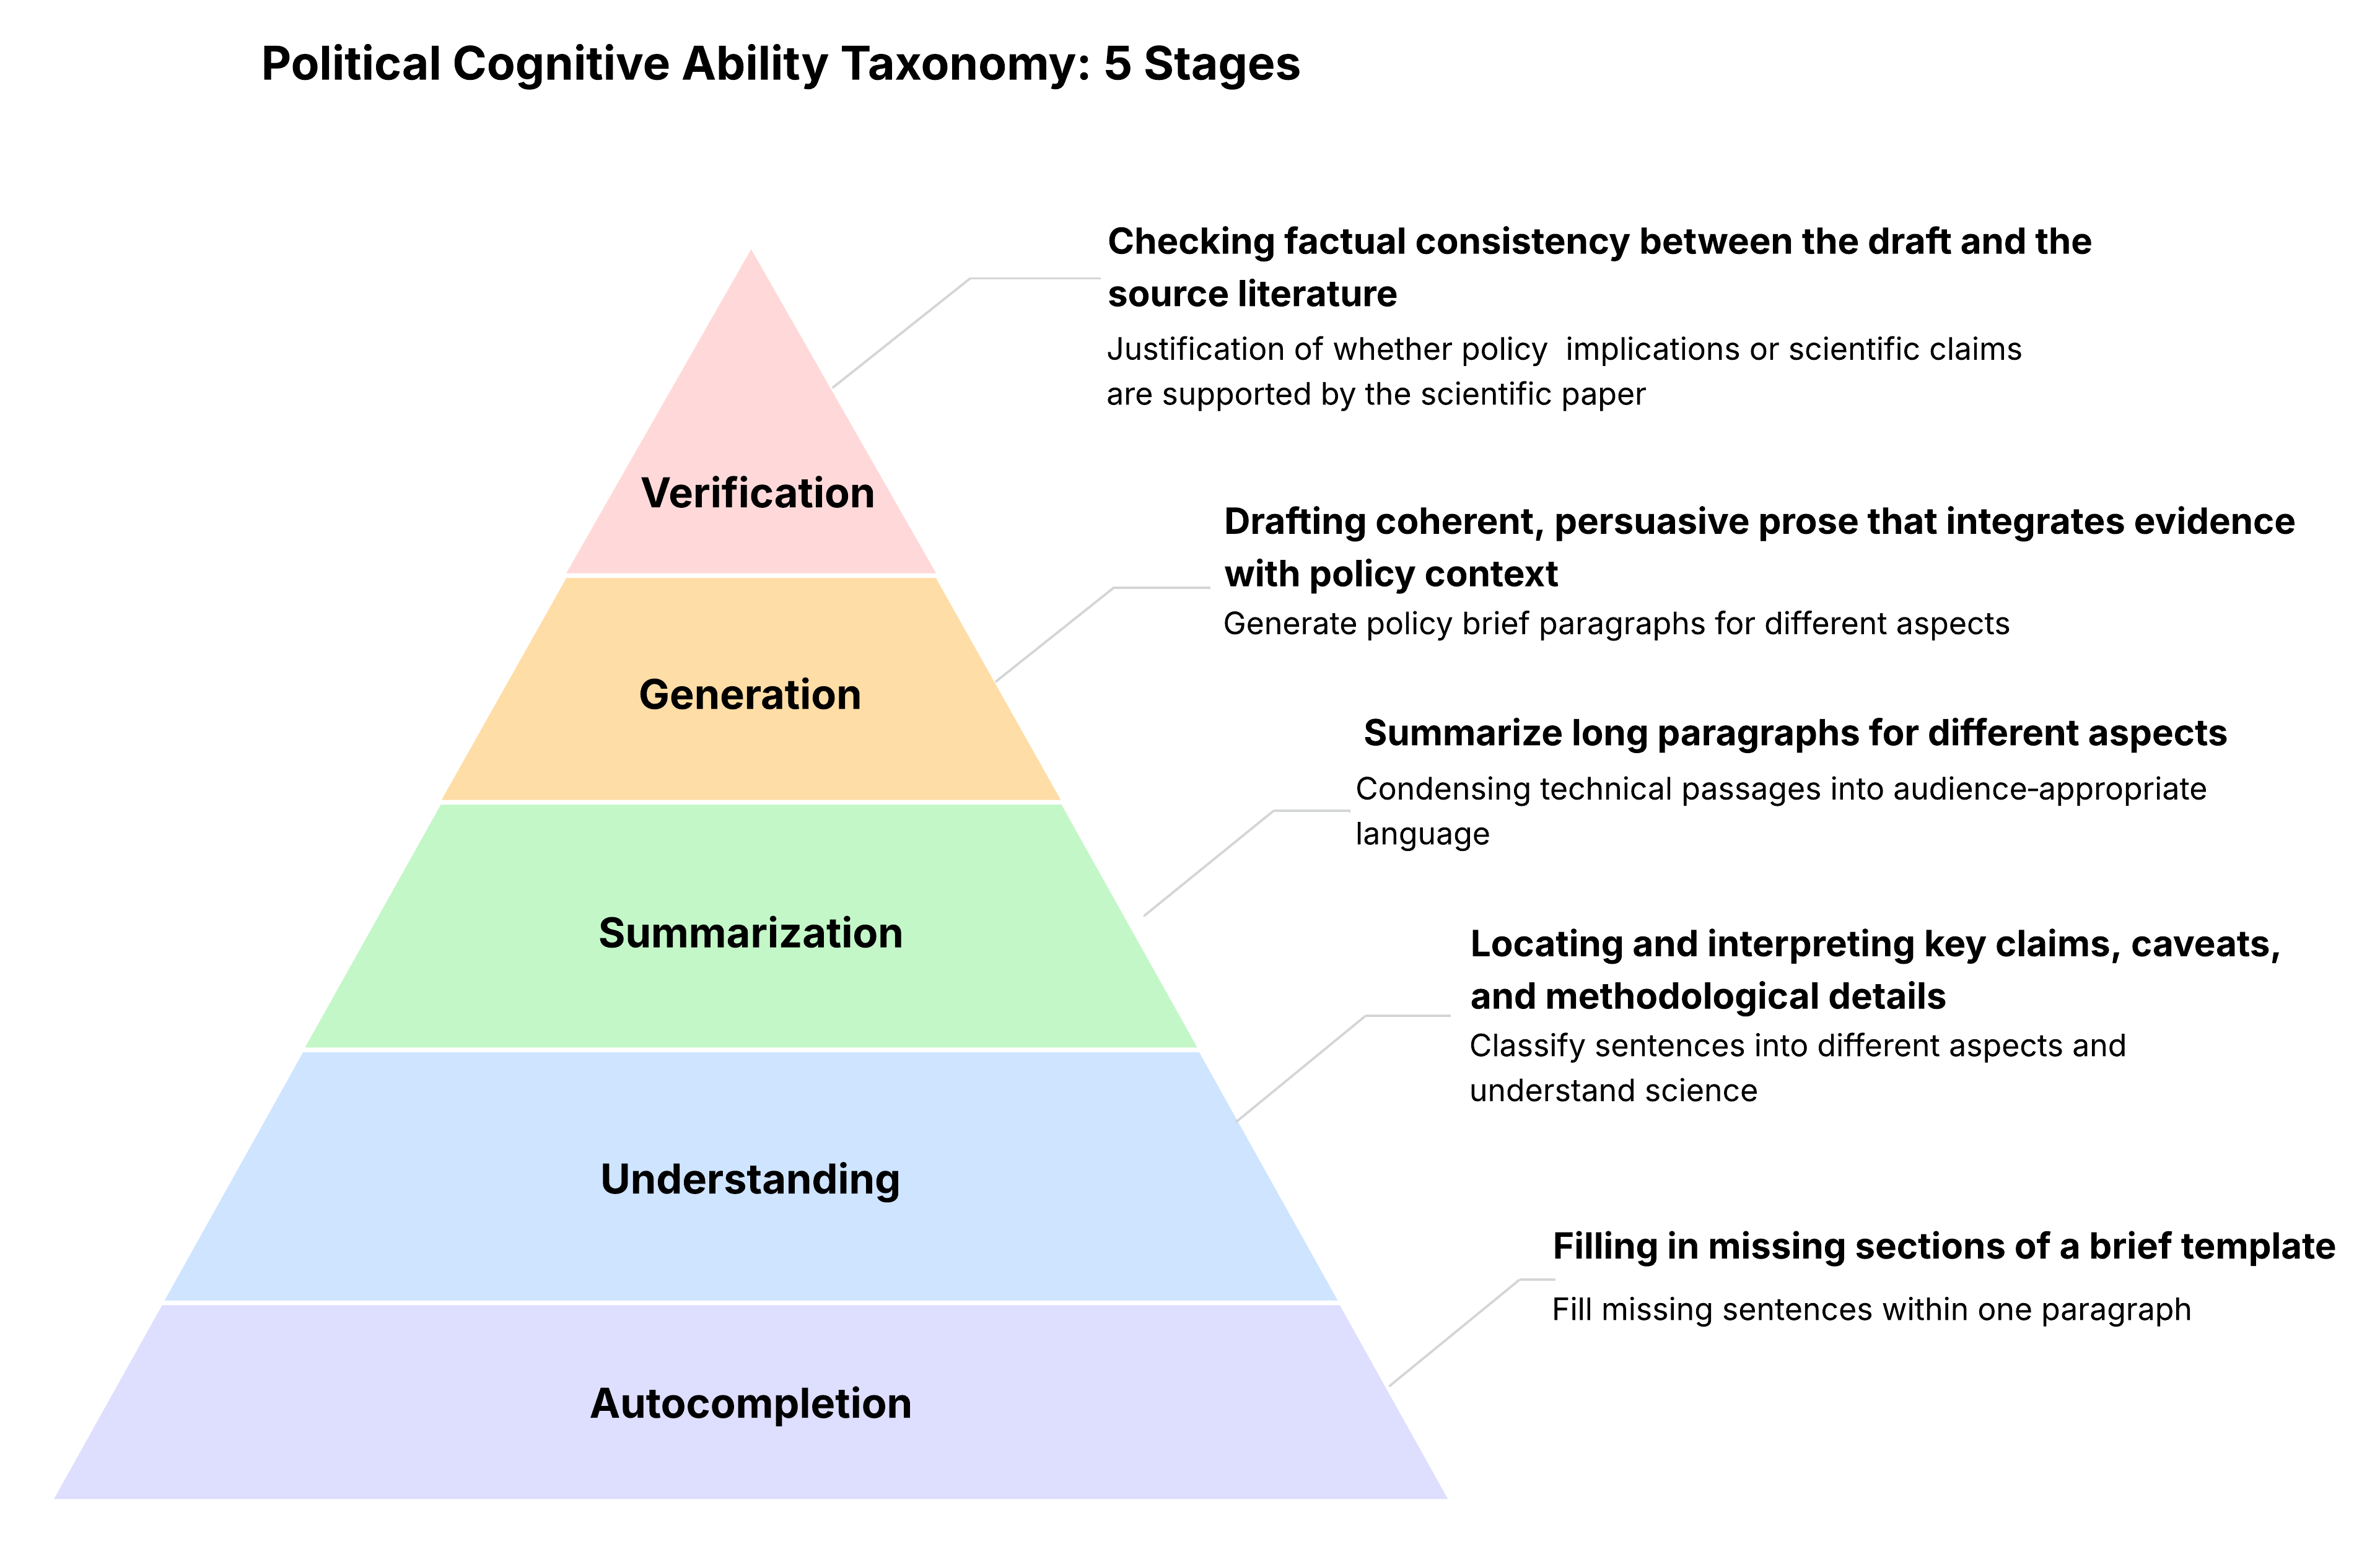 Political Cognitive Ability Taxonomy: 5 Stages
Checking factual consistency between the draft and the
source literature
Justification of whether policy  implications or scientific claims
are supported by the scientific paper
Verification
Drafting coherent, persuasive prose that integrates evidence
with policy context
Generate policy brief paragraphs for different aspects
Generation
Summarize long paragraphs for different aspects
Condensing technical passages into audience-appropriate
language
Summarization
Locating and interpreting key claims, caveats,
and methodological details
Classify sentences into different aspects and
understand science
Understanding
Filling in missing sections of a brief template
Fill missing sentences within one paragraph
Autocompletion